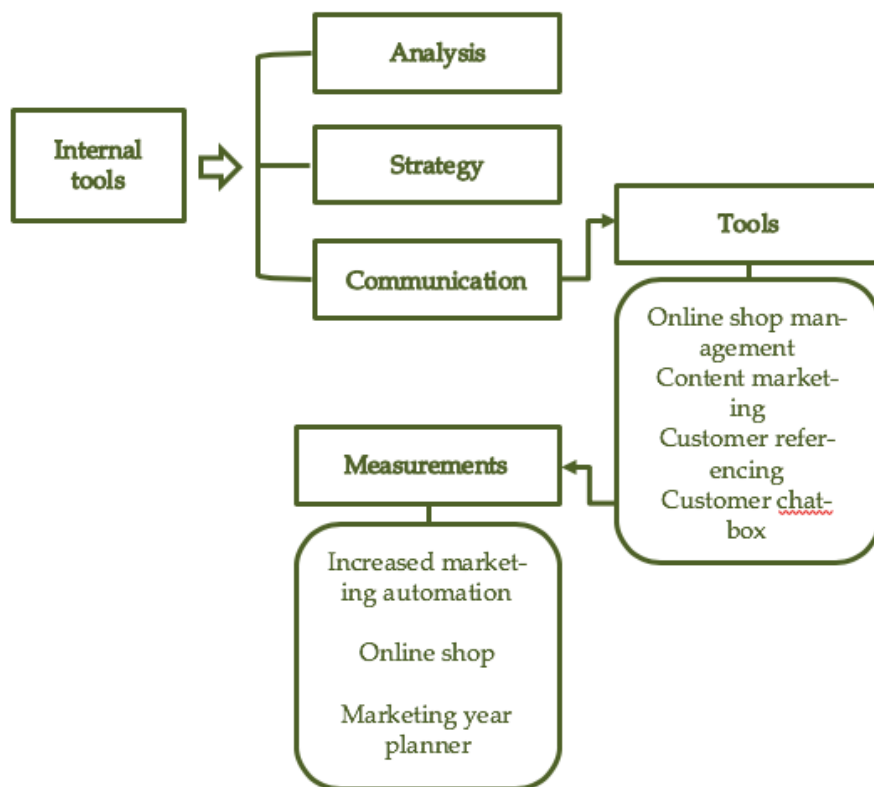 Analysis
Internal
tools
Strategy
Communication
Tools
Online shop man-
agement
Content market-
ing
Customer refer-
encing
Customer chat-
box
Measurements
Increased market-
ing automation
Online shop
Marketing year
planner